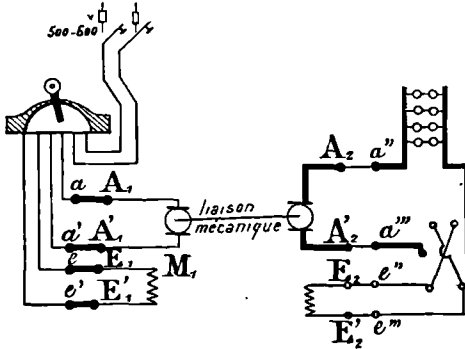 500-600 v
a A₁
a' A'₁
e E₁
e' E'₁
M₁
liaison
mécanique
A₂ a"
A'₂ a'''
E₂ e"
E'₂ e'''